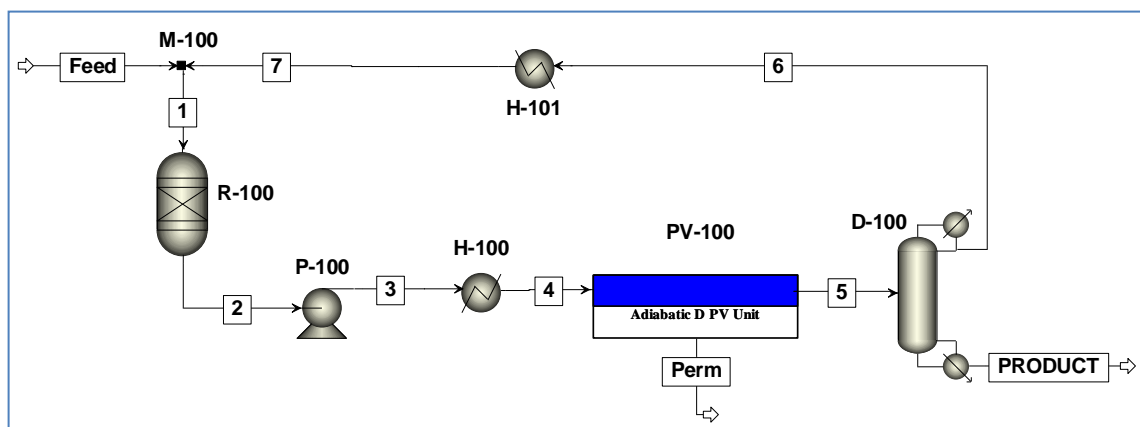 M-100
Feed
7
6
H-101
1
R-100
P-100
H-100
PV-100
D-100
2
3
4
Adiabatic D PV Unit
5
Perm
PRODUCT